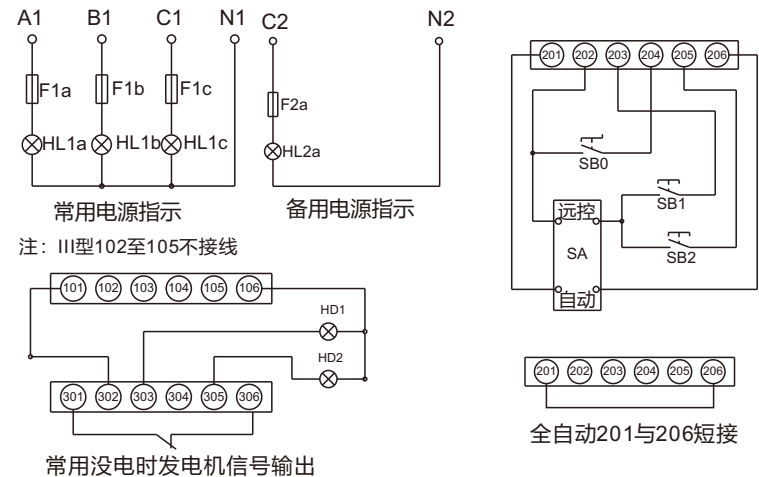 A1 B1 C1 N1 C2 N2
F1a F1b F1c F2a
HL1a HL1b HL1c HL2a
常用电源指示
备用电源指示
注：III型102至105不接线
101 102 103 104 105 106
HD1
HD2
301 302 303 304 305 306
常用没电时发电机信号输出
201 202 203 204 205 206
SB0
远控
SB1
SA
SB2
自动
201 202 203 204 205 206
全自动201与206短接